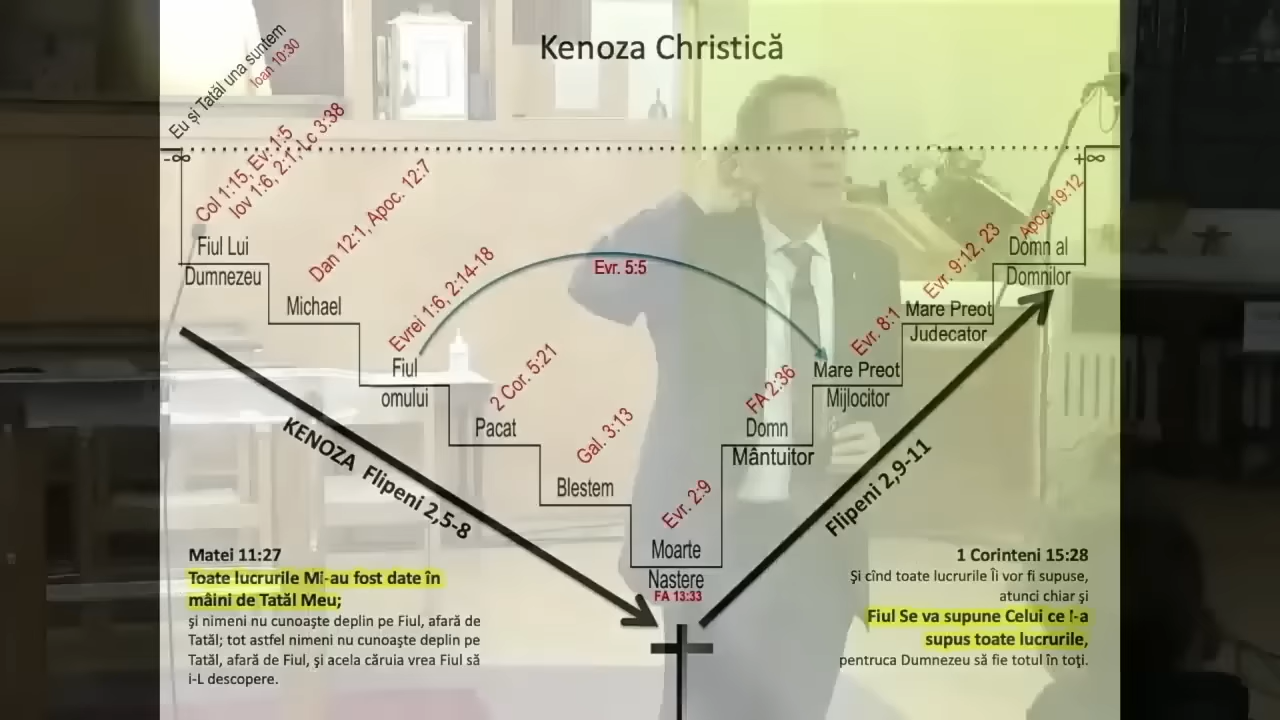 Kenoza Christică
Eu și Tatăl una suntem
Ioan 10:30
-∞
+∞
Col 1:15, Ev. 1:5
Iov 1:6, 2:1, Lc 3:38
Fiul Lui
Dumnezeu
Dan 12:1, Apoc. 12:7
Michael
Evrei 1:6, 2:14-18
Fiul
omului
Evr. 5:5
2 Cor. 5:21
Pacat
Gal. 3:13
Blestem
Evr. 2:9
Moarte
Nastere
FA 13:33
FA 2:36
Domn
Mântuitor
Evr. 8:1
Mare Preot
Mijlocitor
Evr. 9:12, 23
Mare Preot
Judecator
Apoc. 19:12
Domn al
Domnilor
KENOZA Flipeni 2,5-8
Flipeni 2,9-11
Matei 11:27
Toate lucrurile Mi-au fost date în
mâini de Tatăl Meu;
şi nimeni nu cunoaşte deplin pe Fiul, afară de
Tatăl; tot astfel nimeni nu cunoaşte deplin pe
Tatăl, afară de Fiul, şi acela căruia vrea Fiul să
i-L descopere.
1 Corinteni 15:28
Şi cînd toate lucrurile Îi vor fi supuse,
atunci chiar şi
Fiul Se va supune Celui ce I-a
supus toate lucrurile,
pentruca Dumnezeu să fie totul în toţi.